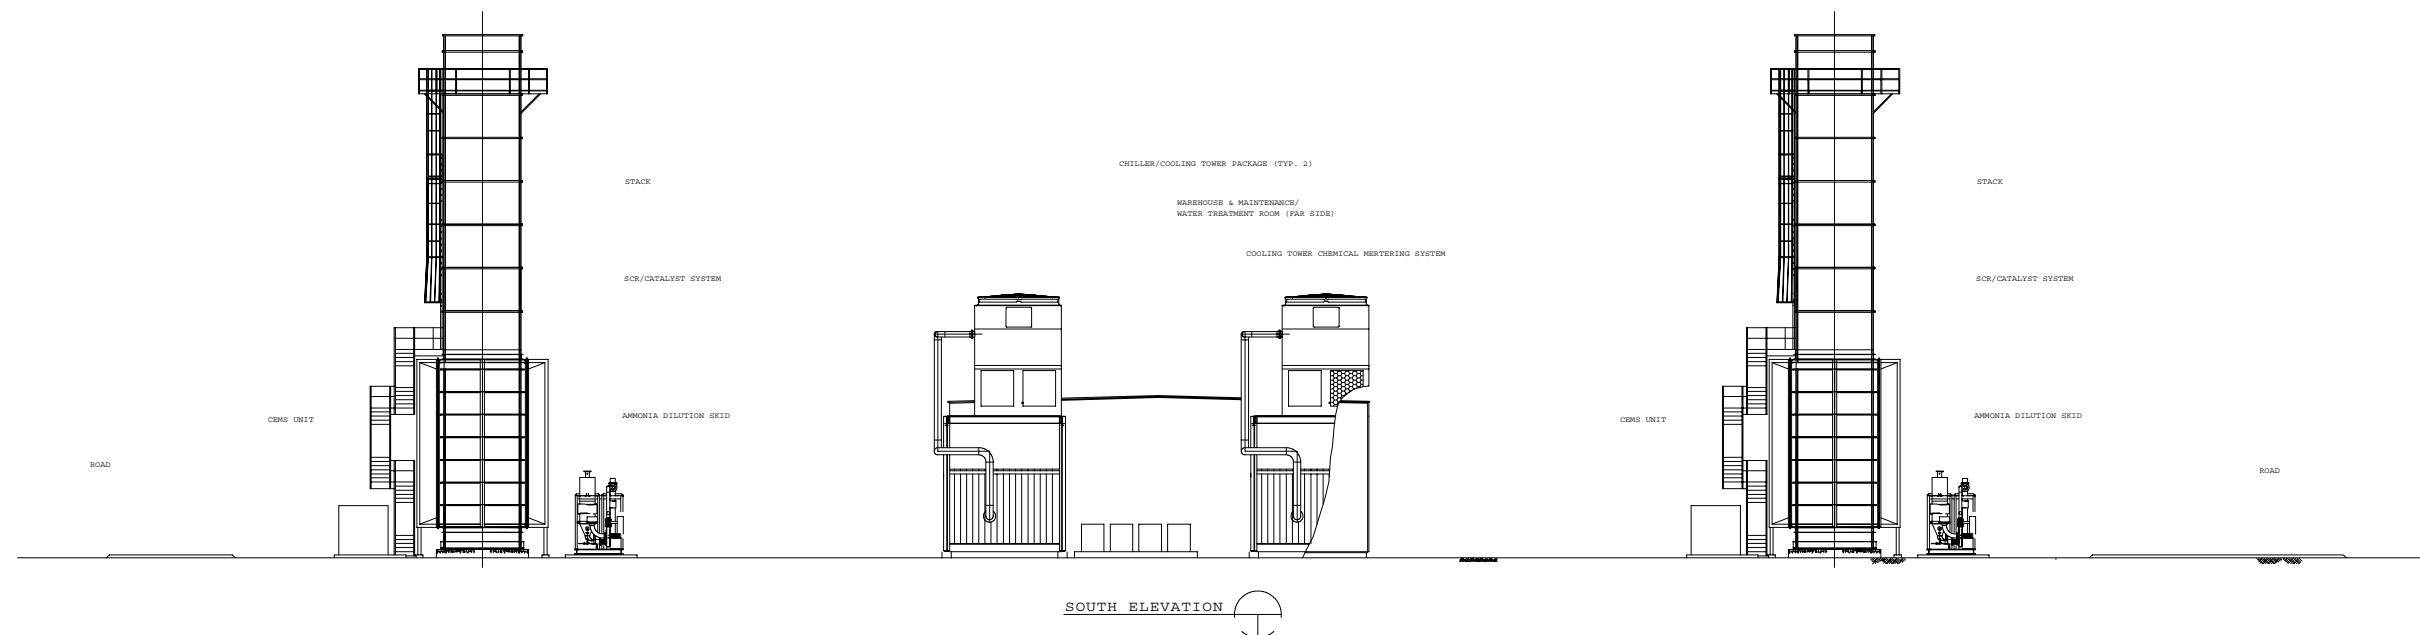 CHILLER/COOLING TOWER PACKAGE (TYP. 2)
STACK
STACK
WAREHOUSE & MAINTENANCE/
WATER TREATMENT ROOM (FAR SIDE)
COOLING TOWER CHEMICAL MERTERING SYSTEM
SCR/CATALYST SYSTEM
SCR/CATALYST SYSTEM
CEMS UNIT
AMMONIA DILUTION SKID
CEMS UNIT
AMMONIA DILUTION SKID
ROAD
ROAD
SOUTH ELEVATION